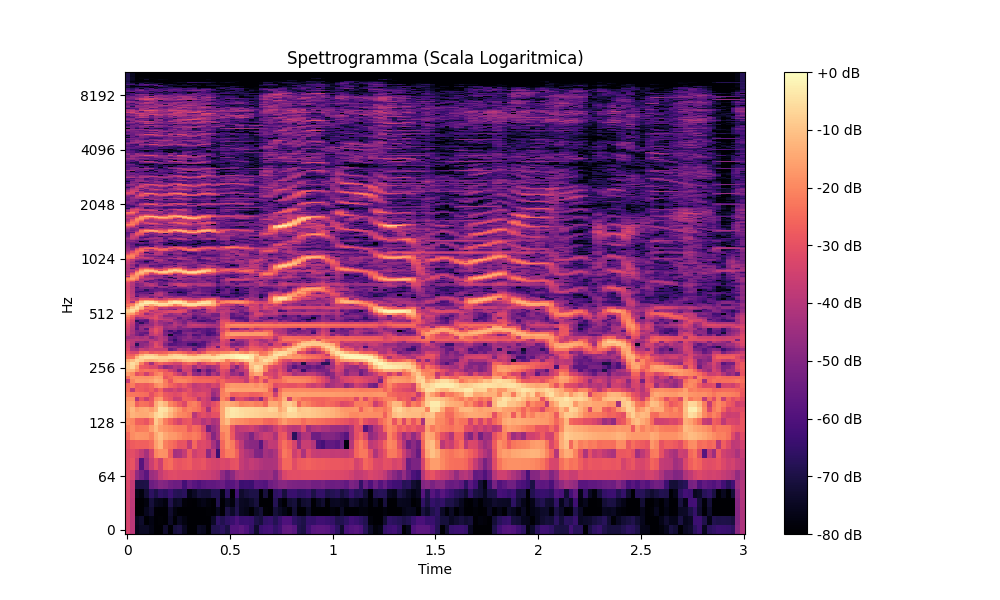 Spettrogramma (Scala Logaritmica)
Hz
8192
4096
2048
1024
512
256
128
64
0
0 0.5 1 1.5 2 2.5 3
Time
+0 dB
-10 dB
-20 dB
-30 dB
-40 dB
-50 dB
-60 dB
-70 dB
-80 dB